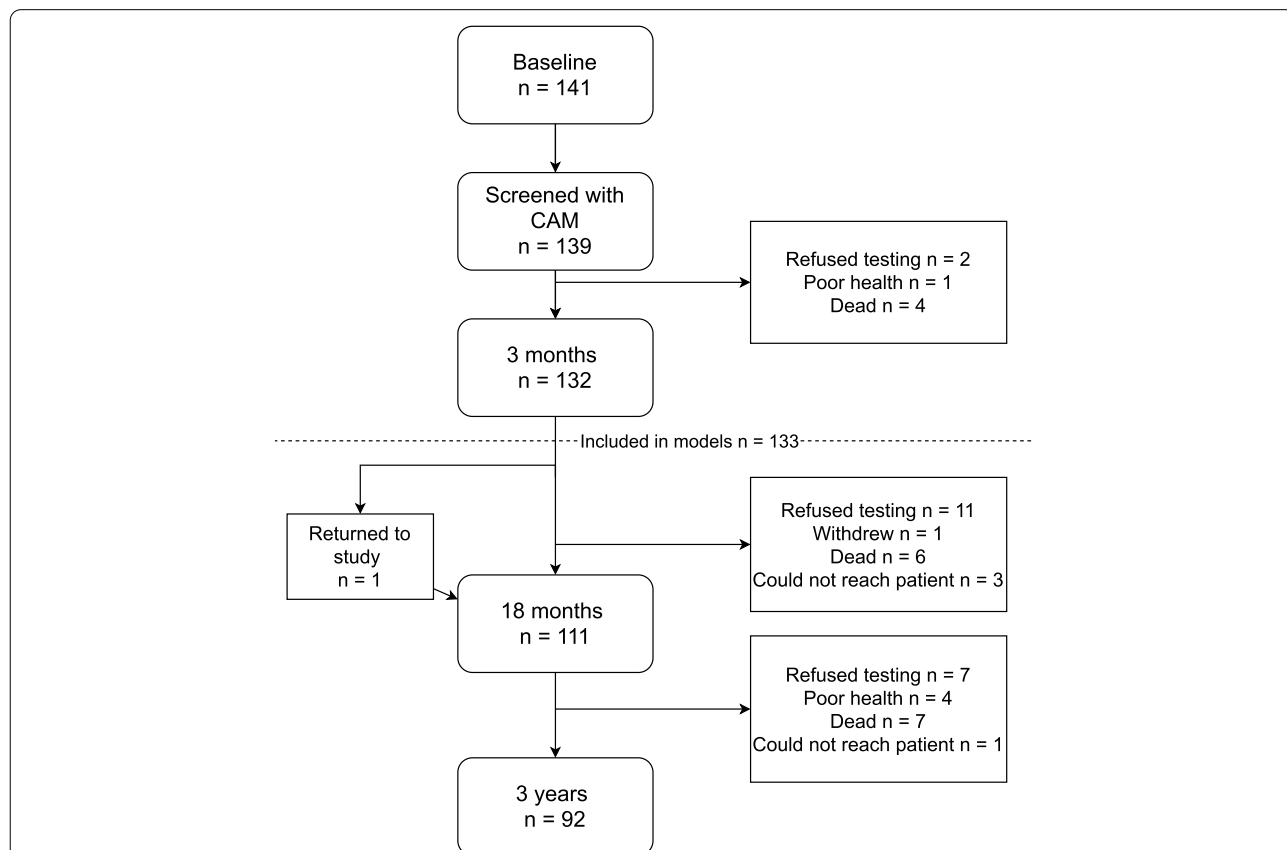 Baseline
n = 141
Screened with
CAM
n = 139
Refused testing n = 2
Poor health n = 1
Dead n = 4
3 months
n = 132
Included in models n = 133
Returned to
study
n = 1
Refused testing n = 11
Withdrew n = 1
Dead n = 6
Could not reach patient n = 3
18 months
n = 111
Refused testing n = 7
Poor health n = 4
Dead n = 7
Could not reach patient n = 1
3 years
n = 92